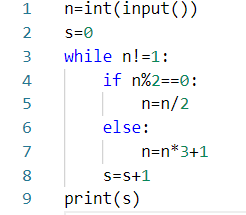 1 n=int(input())
2 s=0
3 while n!=1:
4     if n%2==0:
5         n=n/2
6     else:
7         n=n*3+1
8     s=s+1
9 print(s)